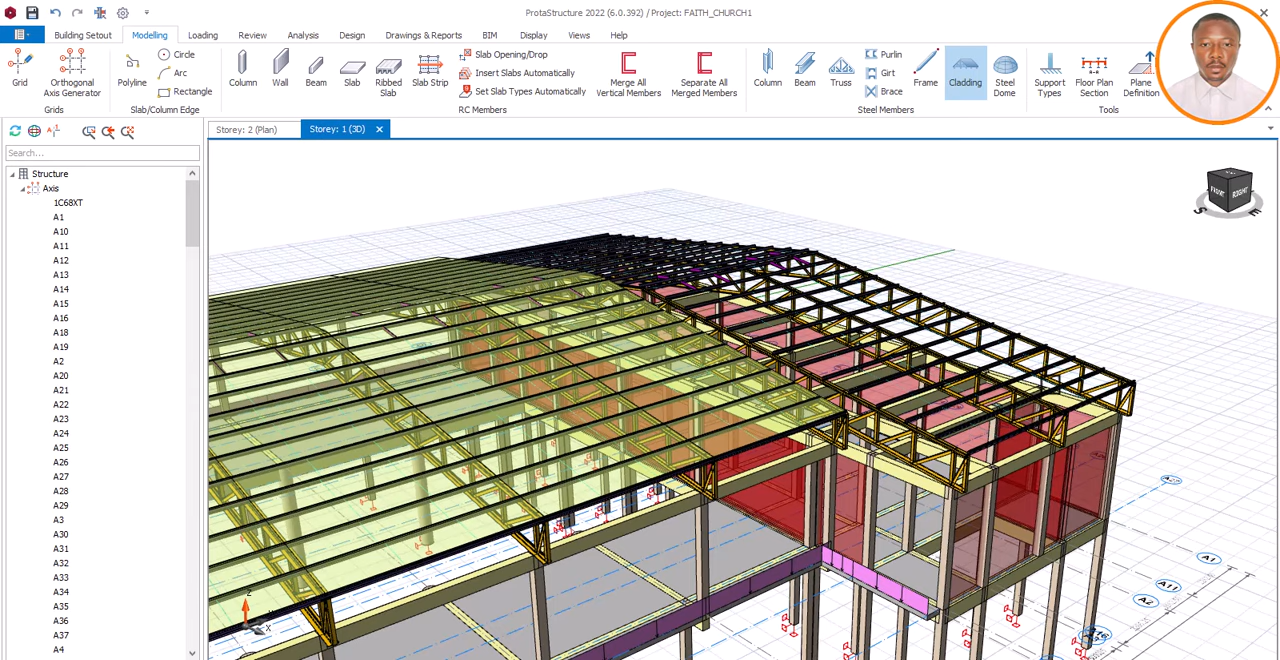 ProtaStructure 2022 (6.0.392) / Project: FAITH_CHURCH1
Building Setout
Modelling
Loading
Review
Analysis
Design
Drawings & Reports
BIM
Display
Views
Help
Grid
Orthogonal
Axis Generator
Grids
Polyline
Circle
Arc
Rectangle
Slab/Column Edge
Column
Wall
Beam
Slab
Ribbed
Slab
Slab Strip
Slab Opening/Drop
Insert Slabs Automatically
Set Slab Types Automatically
Merge All
Vertical Members
Separate All
Merged Members
RC Members
Column
Beam
Truss
Purlin
Girt
Brace
Frame
Cladding
Steel
Dome
Steel Members
Support
Types
Floor Plan
Section
Plane
Definition
Tools
Storey: 2 (Plan)
Storey: 1 (3D)
Search...
Structure
Axis
1C68XT
A1
A10
A11
A12
A13
A14
A15
A16
A18
A19
A2
A20
A21
A22
A23
A24
A25
A26
A27
A28
A29
A3
A30
A31
A32
A33
A34
A35
A36
A37
A4
FRONT
RIGHT
S
E
A1
A11
A2
Z
X